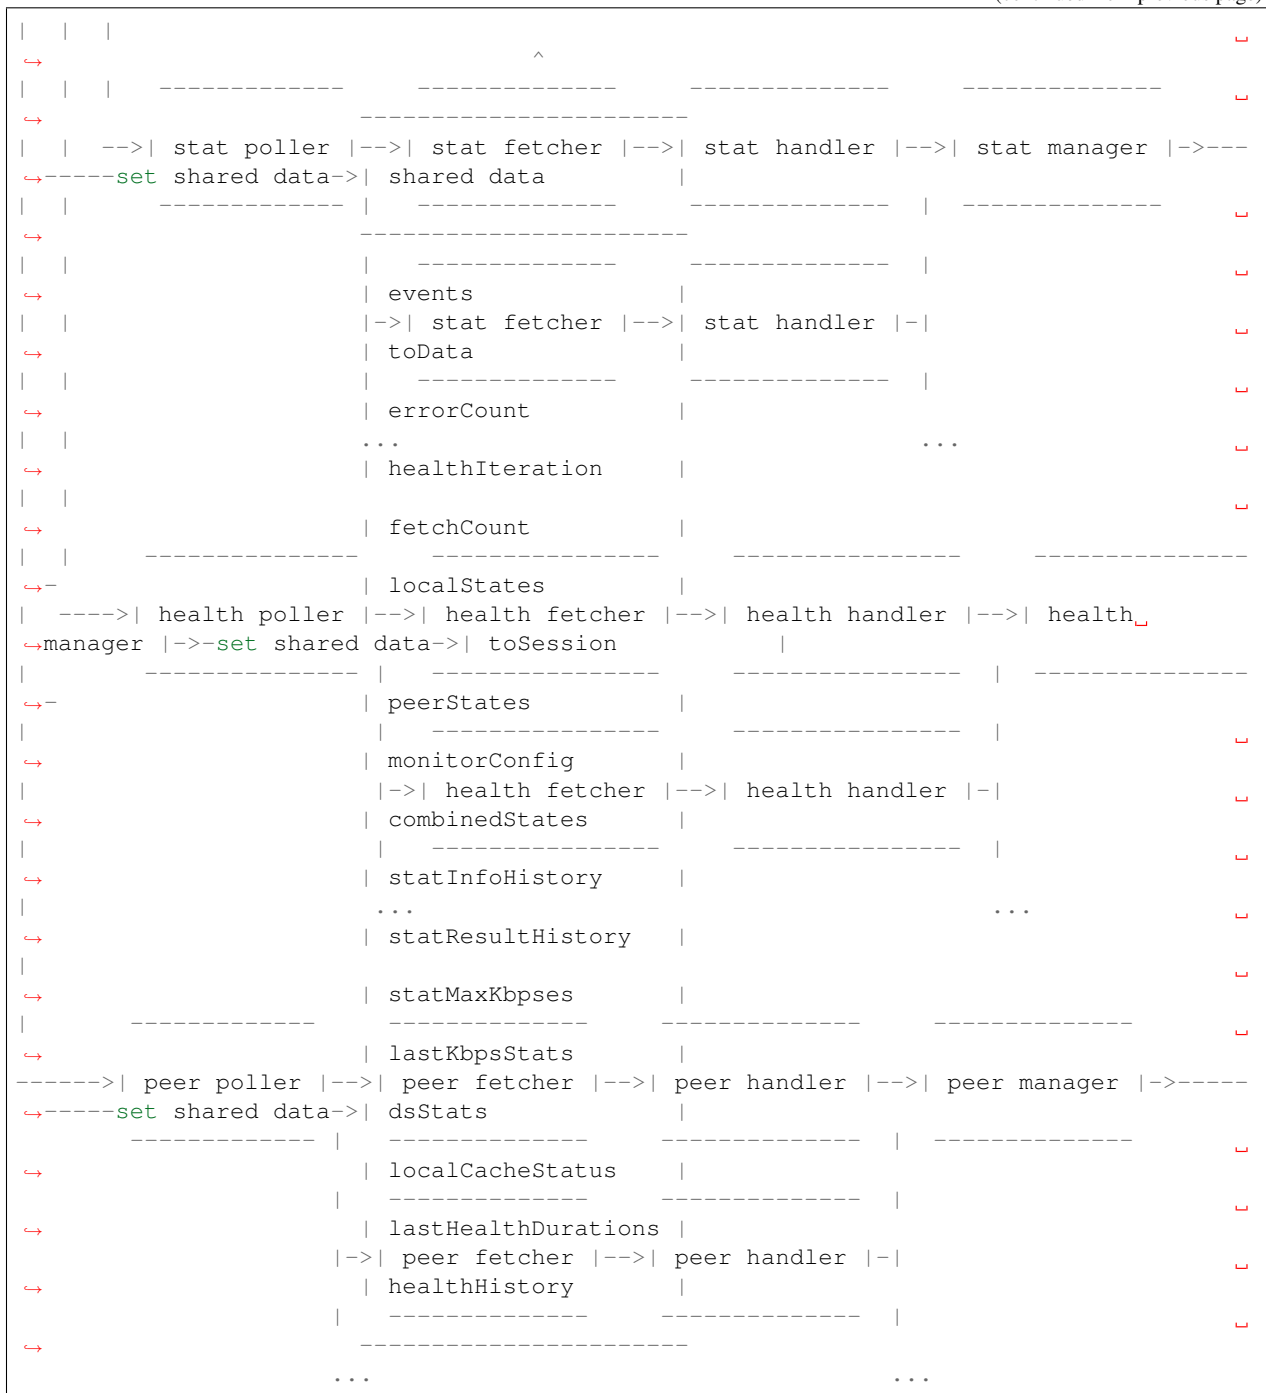 |   |   |                                                                                ␣
↪                                   ^
|   |   |   -------------     --------------     --------------     --------------     ␣
↪                      -----------------------
|   |  -->| stat poller |-->| stat fetcher |-->| stat handler |-->| stat manager |->---
↪-----set shared data->| shared data         |
|   |      ------------- |   --------------     --------------  |  --------------     ␣
↪                      -----------------------
|   |                    |   --------------     --------------  |                      ␣
↪                      | events              |
|   |                    |->| stat fetcher |-->| stat handler |-|                      ␣
↪                      | toData              |
|   |                    |   --------------     --------------  |                      ␣
↪                      | errorCount          |
|   |                    ...                                    ...                    ␣
↪                      | healthIteration     |
|   |                                                                                  ␣
↪                      | fetchCount          |
|   |     ---------------     ----------------     ----------------     ---------------
↪-                     | localStates         |
|  ---->| health poller |-->| health fetcher |-->| health handler |-->| health␣
↪manager |->-set shared data->| toSession           |
|        --------------- |   ----------------     ----------------  |  ---------------
↪-                     | peerStates          |
|                        |   ----------------     ----------------  |                  ␣
↪                      | monitorConfig       |
|                        |->| health fetcher |-->| health handler |-|                  ␣
↪                      | combinedStates      |
|                        |   ----------------     ----------------  |                  ␣
↪                      | statInfoHistory     |
|                        ...                                        ...                ␣
↪                      | statResultHistory   |
|                                                                                      ␣
↪                      | statMaxKbpses       |
|       -------------     --------------     --------------     --------------         ␣
↪                      | lastKbpsStats       |
------>| peer poller |-->| peer fetcher |-->| peer handler |-->| peer manager |->-----
↪-----set shared data->| dsStats             |
        ------------- |   --------------     --------------  |  --------------         ␣
↪                      | localCacheStatus    |
                      |   --------------     --------------  |                         ␣
↪                      | lastHealthDurations |
                      |->| peer fetcher |-->| peer handler |-|                         ␣
↪                      | healthHistory       |
                      |   --------------     --------------  |                         ␣
↪                      -----------------------
                      ...                                    ...